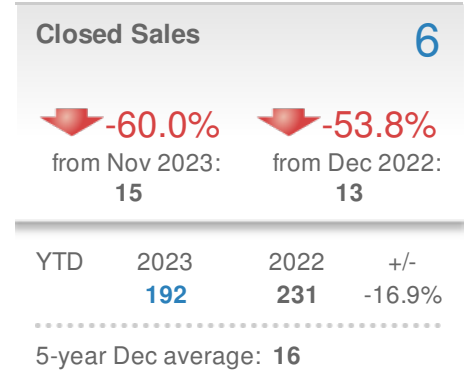 Closed Sales 6
-60.0% -53.8%
from Nov 2023: from Dec 2022:
15 13
YTD 2023 2022 +/-
192 231 -16.9%
5-year Dec average: 16